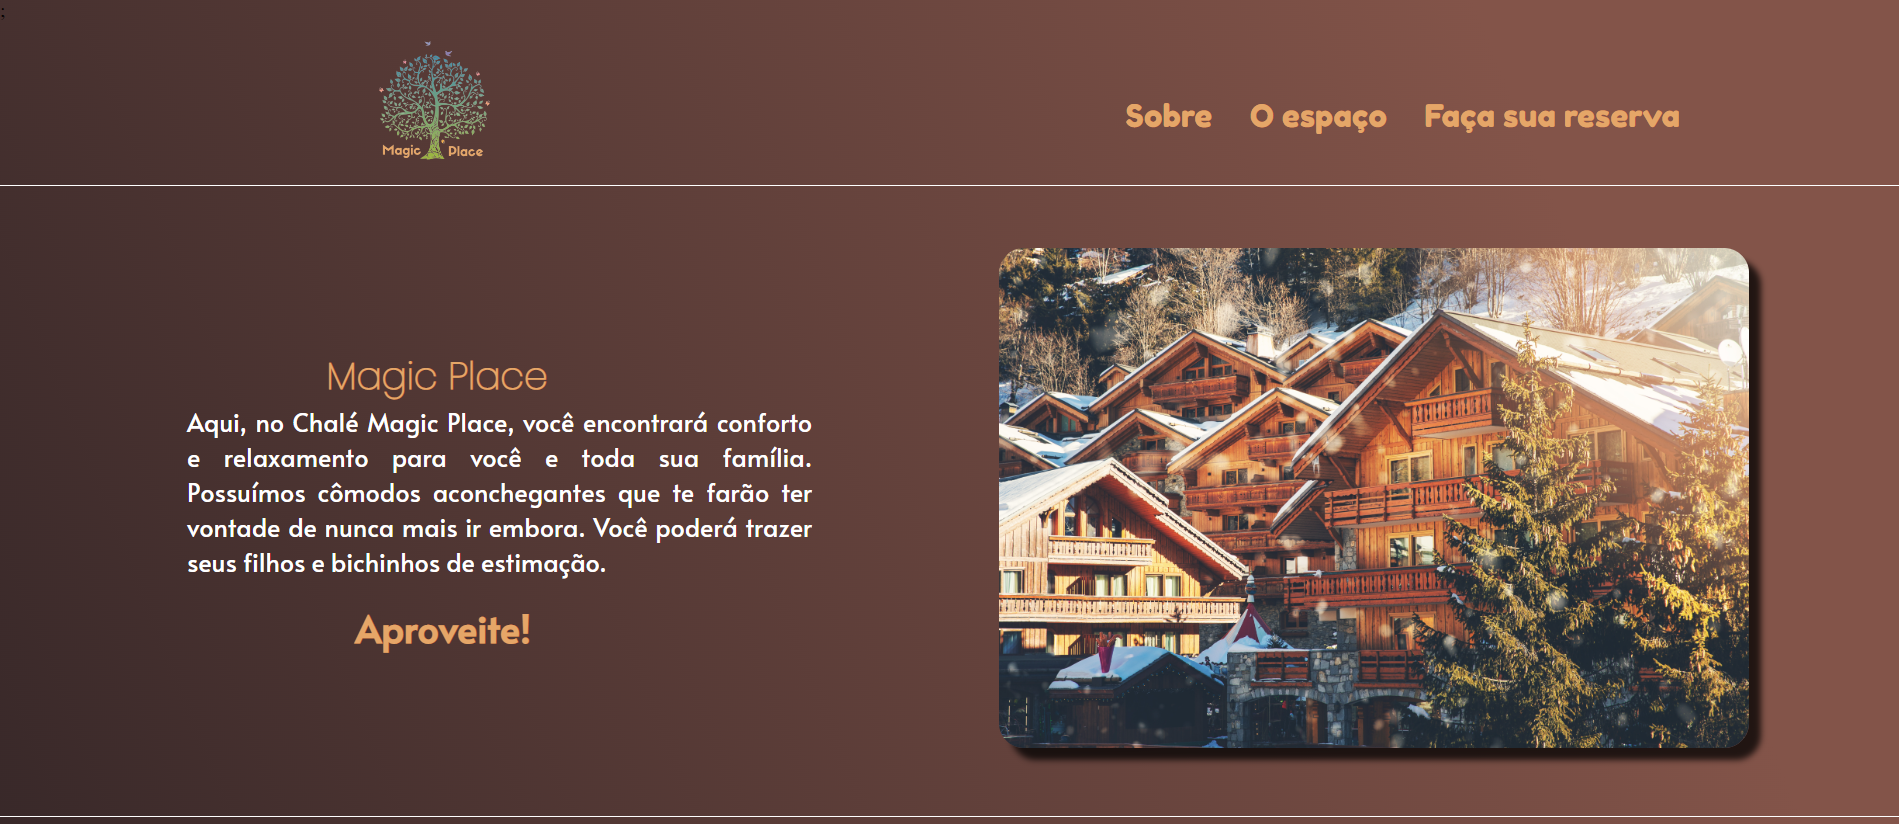 ;
Magic Place
Sobre O espaço Faça sua reserva
Magic Place
Aqui, no Chalé Magic Place, você encontrará conforto
e relaxamento para você e toda sua família.
Possuímos cômodos aconchegantes que te farão ter
vontade de nunca mais ir embora. Você poderá trazer
seus filhos e bichinhos de estimação.
Aproveite!